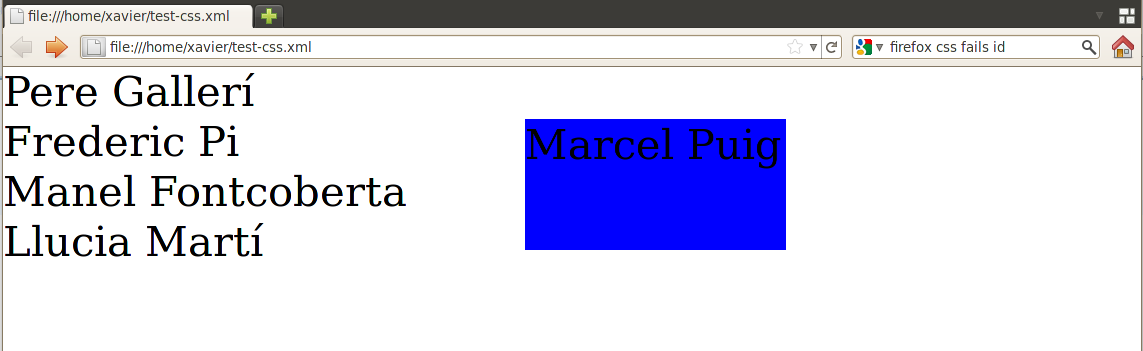 file:///home/xavier/test-css.xml
file:///home/xavier/test-css.xml
firefox css fails id
Pere Gallerí
Frederic Pi
Manel Fontcoberta
Llucia Martí
Marcel Puig